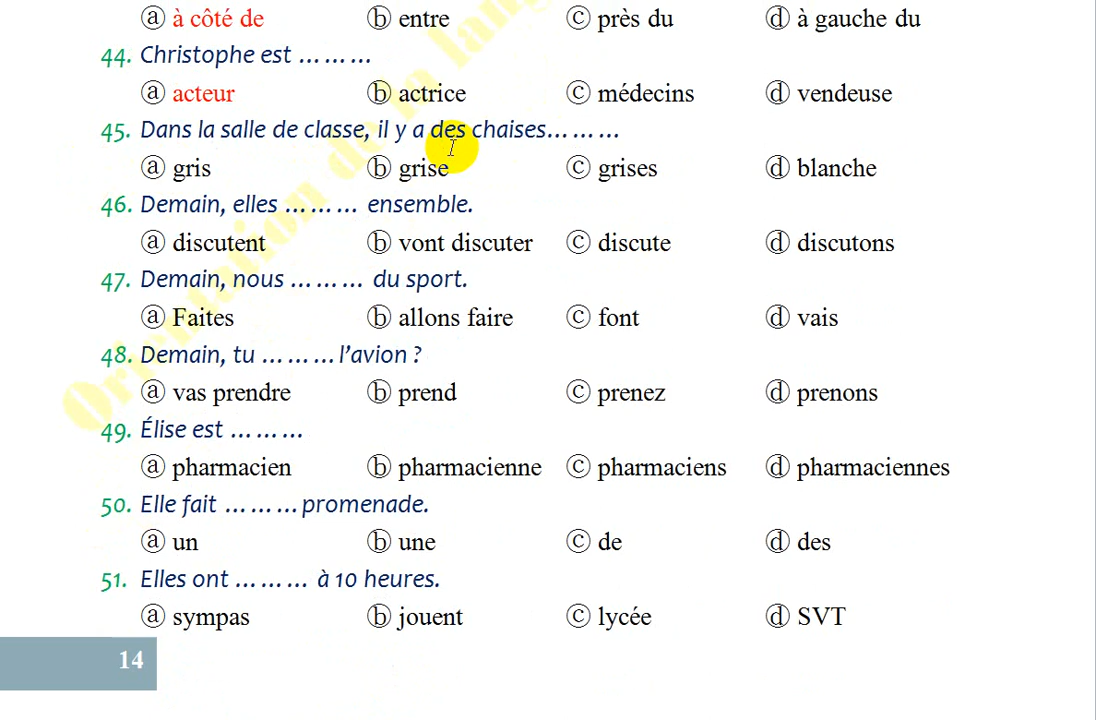 ⓐ à côté de ⓑ entre ⓒ près du ⓓ à gauche du
44. Christophe est ………
ⓐ acteur ⓑ actrice ⓒ médecins ⓓ vendeuse
45. Dans la salle de classe, il y a des chaises………
ⓐ gris ⓑ grise ⓒ grises ⓓ blanche
46. Demain, elles ……… ensemble.
ⓐ discutent ⓑ vont discuter ⓒ discute ⓓ discutons
47. Demain, nous ……… du sport.
ⓐ Faites ⓑ allons faire ⓒ font ⓓ vais
48. Demain, tu ……… l’avion ?
ⓐ vas prendre ⓑ prend ⓒ prenez ⓓ prenons
49. Élise est ………
ⓐ pharmacien ⓑ pharmacienne ⓒ pharmaciens ⓓ pharmaciennes
50. Elle fait ……… promenade.
ⓐ un ⓑ une ⓒ de ⓓ des
51. Elles ont ……… à 10 heures.
ⓐ sympas ⓑ jouent ⓒ lycée ⓓ SVT
14
Orientation de la